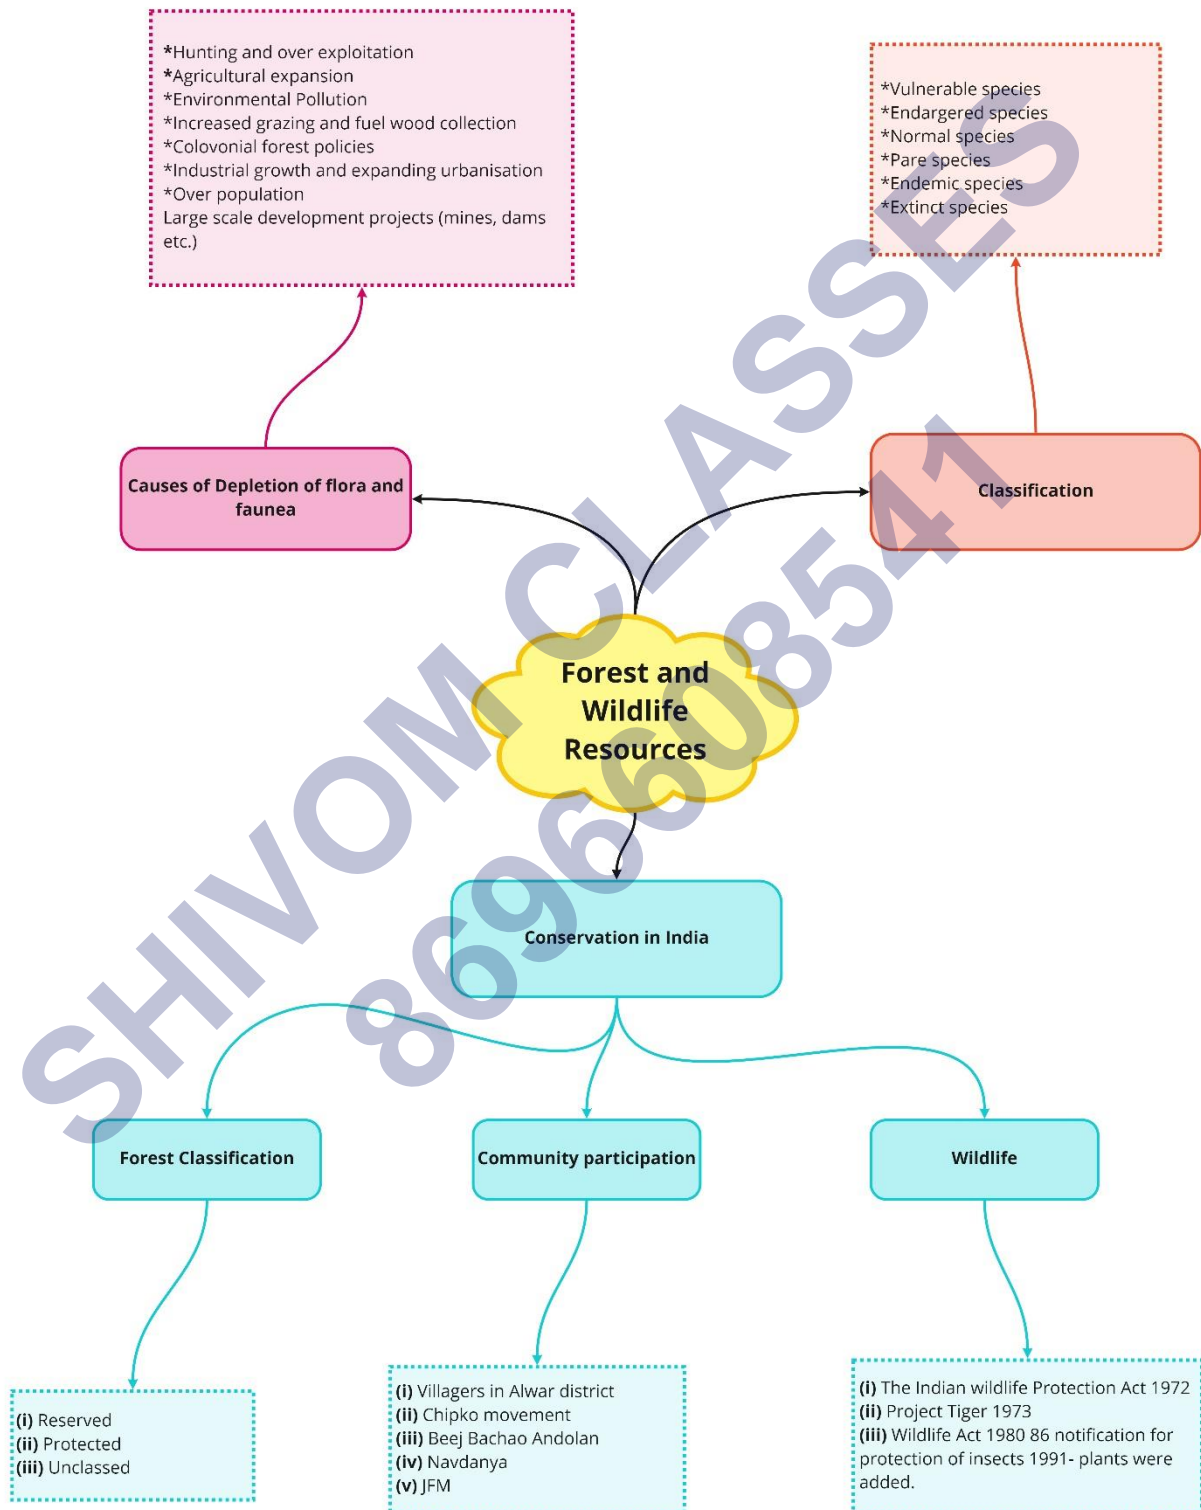 *Hunting and over exploitation
*Agricultural expansion
*Environmental Pollution
*Increased grazing and fuel wood collection
*Colovonial forest policies
*Industrial growth and expanding urbanisation
*Over population
Large scale development projects (mines, dams
etc.)
*Vulnerable species
*Endargered species
*Normal species
*Pare species
*Endemic species
*Extinct species
Causes of Depletion of flora and
faunea
Classification
Forest and
Wildlife
Resources
Conservation in India
Forest Classification
Community participation
Wildlife
(i) Reserved
(ii) Protected
(iii) Unclassed
(i) Villagers in Alwar district
(ii) Chipko movement
(iii) Beej Bachao Andolan
(iv) Navdanya
(v) JFM
(i) The Indian wildlife Protection Act 1972
(ii) Project Tiger 1973
(iii) Wildlife Act 1980 86 notification for
protection of insects 1991- plants were
added.
SHIVOM CLASSES
8696608541